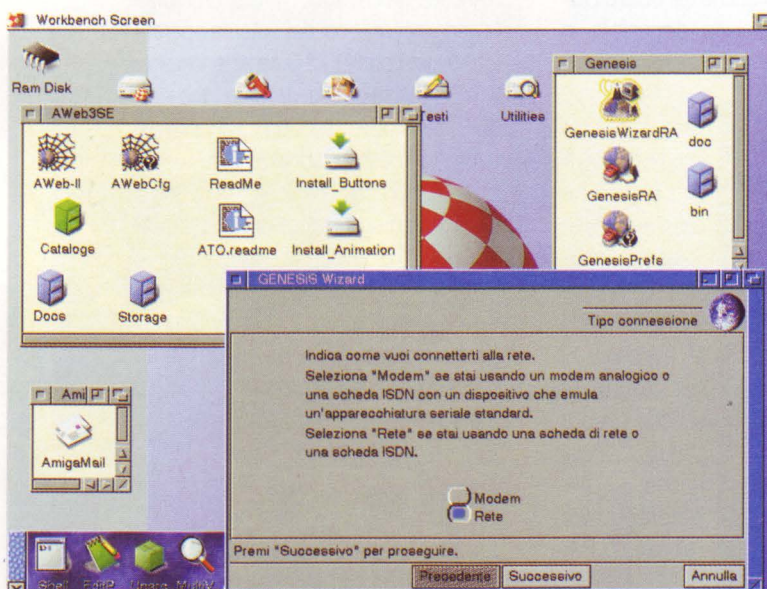 Workbench Screen
Ram Disk
Testi
Utilities
AWeb3SE
AWeb-II
AWebCfg
ReadMe
Install_Buttons
Catalogs
ATO.readme
Install_Animation
Docs
Storage
Genesis
GenesisWizardRA
doc
GenesisRA
bin
GenesisPrefs
GENESiS Wizard
Tipo connessione
Indica come vuoi connetterti alla rete.
Seleziona "Modem" se stai usando un modem analogico o
una scheda ISDN con un dispositivo che emula
un'apparecchiatura seriale standard.
Seleziona "Rete" se stai usando una scheda di rete o
una scheda ISDN.
Modem
Rete
Premi "Successivo" per proseguire.
Precedente
Successivo
Annulla
Ami
AmigaMail
Shell
EditP
MultiV